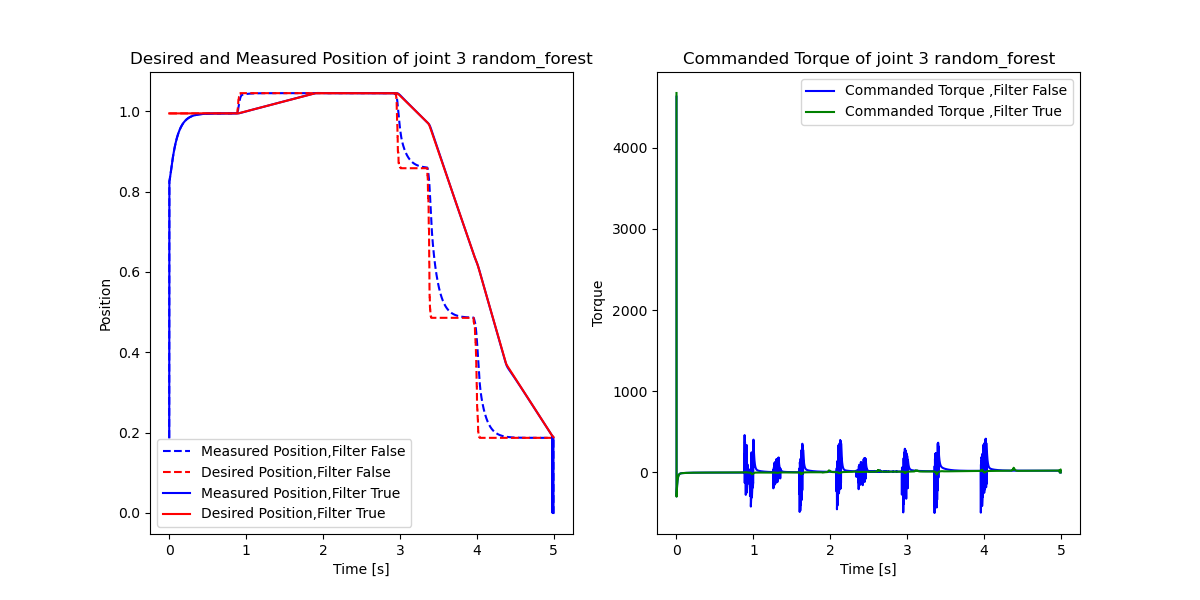 Desired and Measured Position of joint 3 random_forest
Position
1.0
0.8
0.6
0.4
0.2
0.0
Measured Position,Filter False
Desired Position,Filter False
Measured Position,Filter True
Desired Position,Filter True
0 1 2 3 4 5
Time [s]
Commanded Torque of joint 3 random_forest
Torque
4000
3000
2000
1000
0
Commanded Torque ,Filter False
Commanded Torque ,Filter True
0 1 2 3 4 5
Time [s]